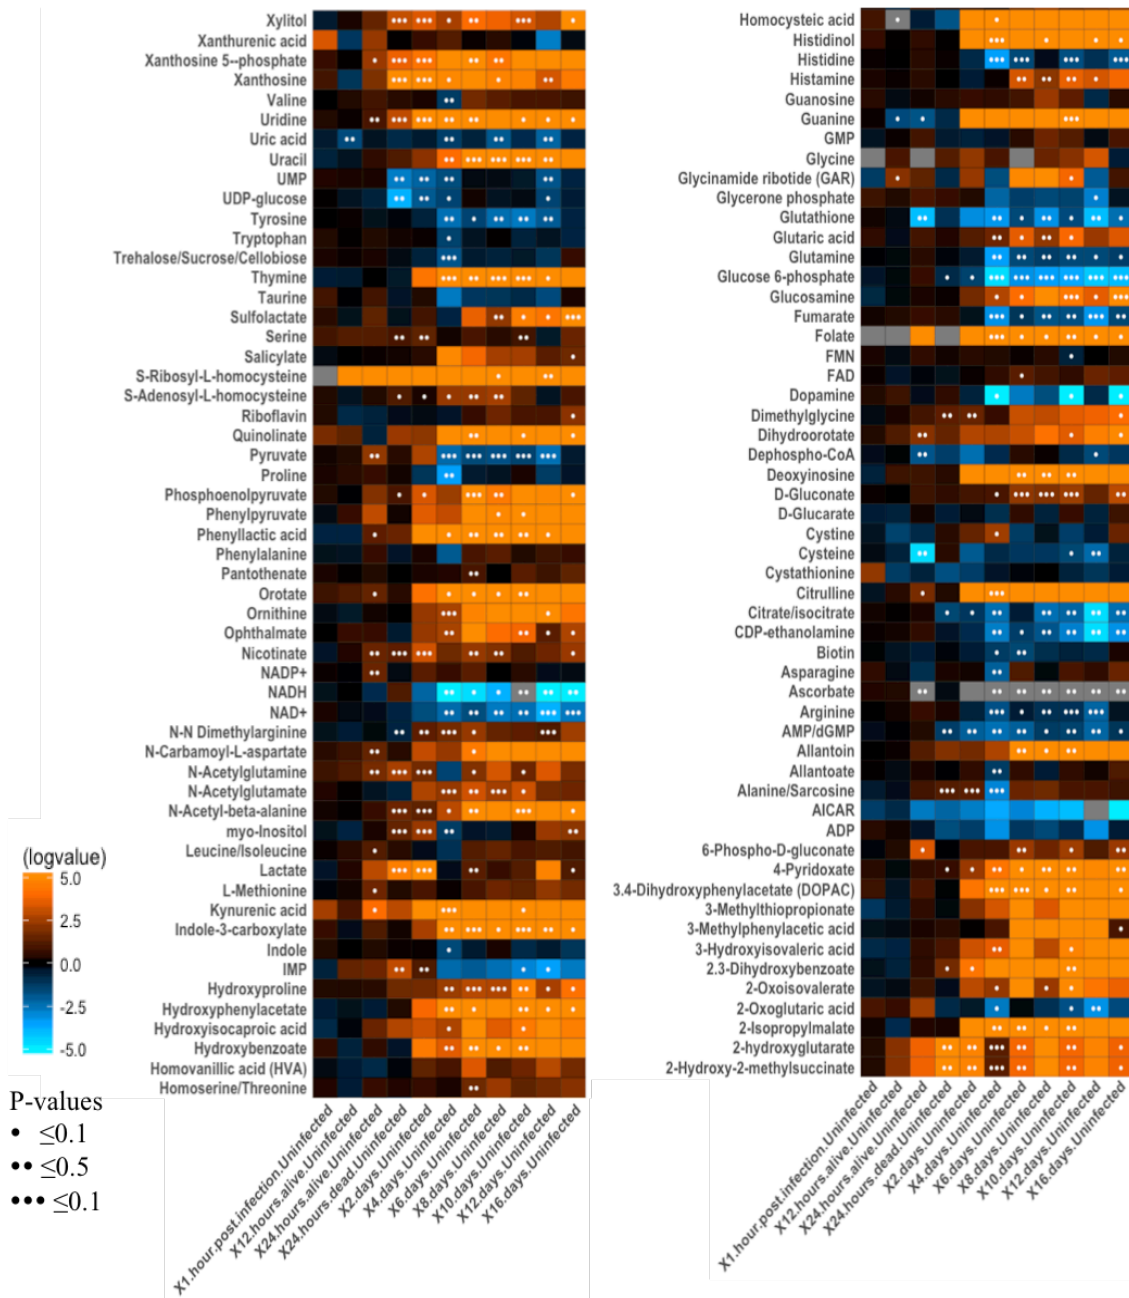 Xylitol
Xanthurenic acid
Xanthosine 5--phosphate
Xanthosine
Valine
Uridine
Uric acid
Uracil
UMP
UDP-glucose
Tyrosine
Tryptophan
Trehalose/Sucrose/Cellobiose
Thymine
Taurine
Sulfolactate
Serine
Salicylate
S-Ribosyl-L-homocysteine
S-Adenosyl-L-homocysteine
Riboflavin
Quinolinate
Pyruvate
Proline
Phosphoenolpyruvate
Phenylpyruvate
Phenyllactic acid
Phenylalanine
Pantothenate
Orotate
Ornithine
Ophthalmate
Nicotinate
NADP+
NADH
NAD+
N-N Dimethylarginine
N-Carbamoyl-L-aspartate
N-Acetylglutamine
N-Acetylglutamate
N-Acetyl-beta-alanine
myo-Inositol
Leucine/Isoleucine
Lactate
L-Methionine
Kynurenic acid
Indole-3-carboxylate
Indole
IMP
Hydroxyproline
Hydroxyphenylacetate
Hydroxyisocaproic acid
Hydroxybenzoate
Homovanillic acid (HVA)
Homoserine/Threonine
X1.hour.post.infection.Uninfected
X12.hours.alive.Uninfected
X24.hours.alive.Uninfected
X24.hours.dead.Uninfected
X2.days.Uninfected
X4.days.Uninfected
X6.days.Uninfected
X8.days.Uninfected
X10.days.Uninfected
X12.days.Uninfected
X16.days.Uninfected
(logvalue)
5.0
2.5
0.0
-2.5
-5.0
P-values
• ≤0.1
•• ≤0.5
••• ≤0.1
Homocysteic acid
Histidinol
Histidine
Histamine
Guanosine
Guanine
GMP
Glycine
Glycinamide ribotide (GAR)
Glycerone phosphate
Glutathione
Glutaric acid
Glutamine
Glucose 6-phosphate
Glucosamine
Fumarate
Folate
FMN
FAD
Dopamine
Dimethylglycine
Dihydroorotate
Dephospho-CoA
Deoxyinosine
D-Gluconate
D-Glucarate
Cystine
Cysteine
Cystathionine
Citrulline
Citrate/isocitrate
CDP-ethanolamine
Biotin
Asparagine
Ascorbate
Arginine
AMP/dGMP
Allantoin
Allantoate
Alanine/Sarcosine
AICAR
ADP
6-Phospho-D-gluconate
4-Pyridoxate
3.4-Dihydroxyphenylacetate (DOPAC)
3-Methylthiopropionate
3-Methylphenylacetic acid
3-Hydroxyisovaleric acid
2.3-Dihydroxybenzoate
2-Oxoisovalerate
2-Oxoglutaric acid
2-Isopropylmalate
2-hydroxyglutarate
2-Hydroxy-2-methylsuccinate
X1.hour.post.infection.Uninfected
X12.hours.alive.Uninfected
X24.hours.alive.Uninfected
X24.hours.dead.Uninfected
X2.days.Uninfected
X4.days.Uninfected
X6.days.Uninfected
X8.days.Uninfected
X10.days.Uninfected
X12.days.Uninfected
X16.days.Uninfected